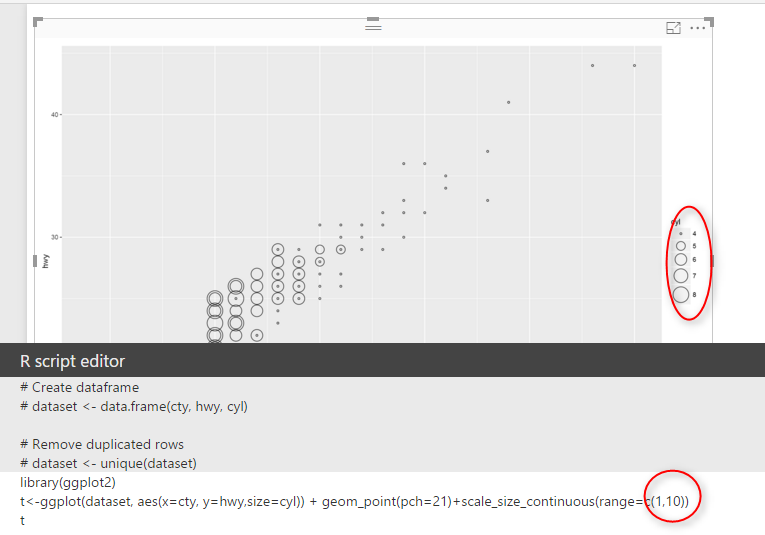 40
30
hwy
cyl
4
5
6
7
8
R script editor
# Create dataframe
# dataset <- data.frame(cty, hwy, cyl)
# Remove duplicated rows
# dataset <- unique(dataset)
library(ggplot2)
t<-ggplot(dataset, aes(x=cty, y=hwy,size=cyl)) + geom_point(pch=21)+scale_size_continuous(range=c(1,10))
t